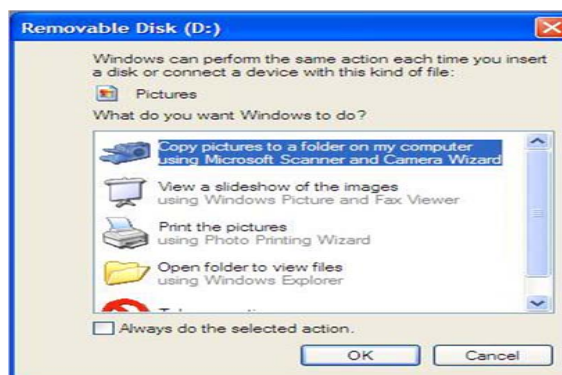 Removable Disk (D:)
Windows can perform the same action each time you insert
a disk or connect a device with this kind of file:
Pictures
What do you want Windows to do?
Copy pictures to a folder on my computer
using Microsoft Scanner and Camera Wizard
View a slideshow of the images
using Windows Picture and Fax Viewer
Print the pictures
using Photo Printing Wizard
Open folder to view files
using Windows Explorer
Always do the selected action.
OK
Cancel